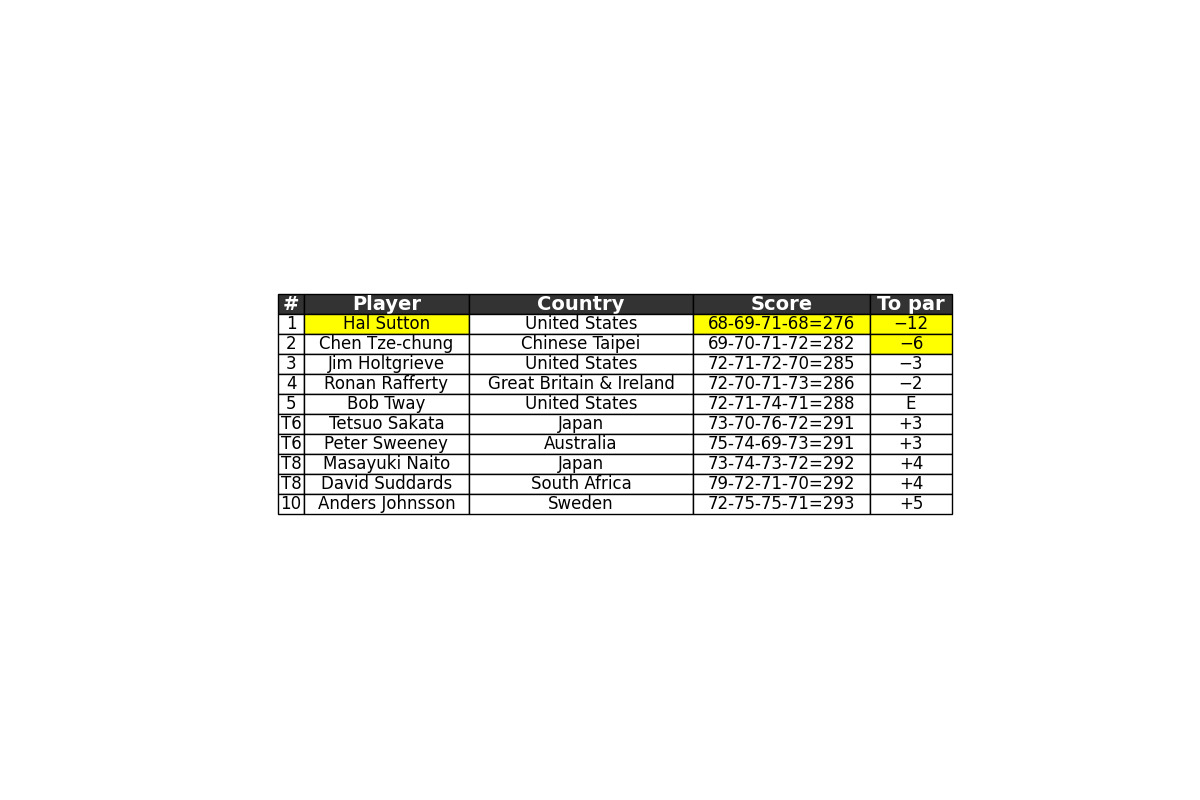 # Player Country Score To par
1 Hal Sutton United States 68-69-71-68=276 −12
2 Chen Tze-chung Chinese Taipei 69-70-71-72=282 −6
3 Jim Holtgrieve United States 72-71-72-70=285 −3
4 Ronan Rafferty Great Britain & Ireland 72-70-71-73=286 −2
5 Bob Tway United States 72-71-74-71=288 E
T6 Tetsuo Sakata Japan 73-70-76-72=291 +3
T6 Peter Sweeney Australia 75-74-69-73=291 +3
T8 Masayuki Naito Japan 73-74-73-72=292 +4
T8 David Suddards South Africa 79-72-71-70=292 +4
10 Anders Johnsson Sweden 72-75-75-71=293 +5